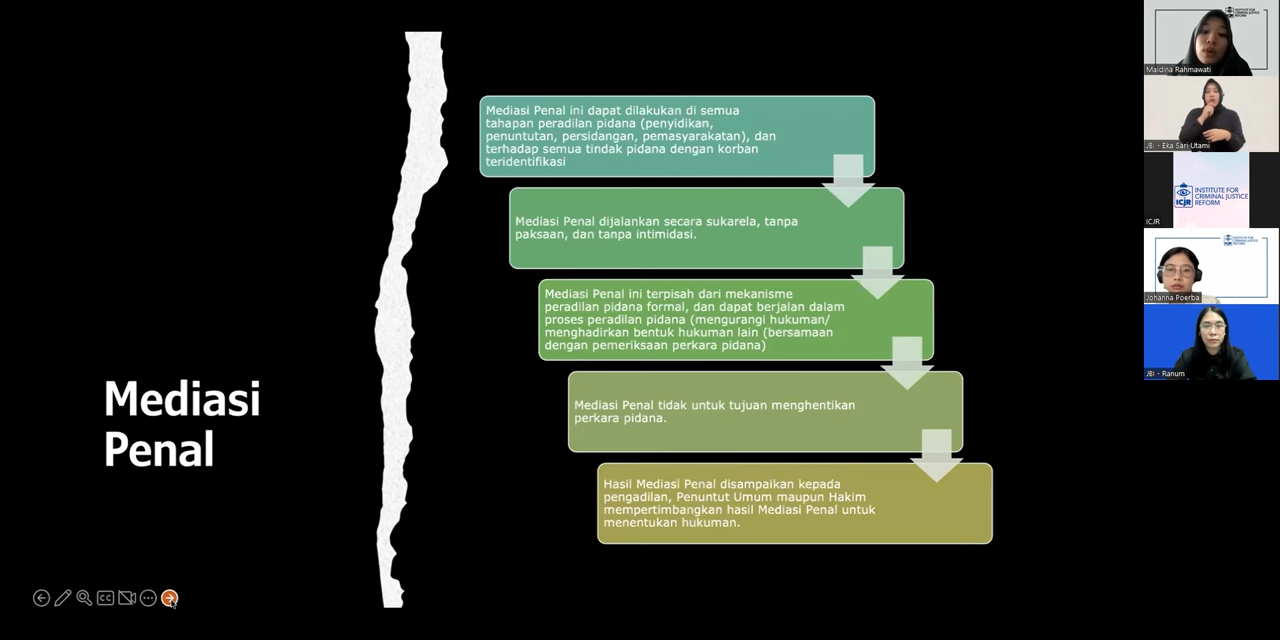 Mediasi
Penal
Mediasi Penal ini dapat dilakukan di semua
tahapan peradilan pidana (penyidikan,
penuntutan, persidangan, pemasyarakatan), dan
terhadap semua tindak pidana dengan korban
teridentifikasi
Mediasi Penal dijalankan secara sukarela, tanpa
paksaan, dan tanpa intimidasi.
Mediasi Penal ini terpisah dari mekanisme
peradilan pidana formal, dan dapat berjalan dalam
proses peradilan pidana (mengurangi hukuman/
menghadirkan bentuk hukuman lain (bersamaan
dengan pemeriksaan perkara pidana)
Mediasi Penal tidak untuk tujuan menghentikan
perkara pidana.
Hasil Mediasi Penal disampaikan kepada
pengadilan, Penuntut Umum maupun Hakim
mempertimbangkan hasil Mediasi Penal untuk
menentukan hukuman.
CC
Maidina Rahmawati
JBI - Eka Sari Utami
ICJR
INSTITUTE FOR
CRIMINAL JUSTICE
REFORM
ICJR
Johanna Poerba
JBI - Ranum